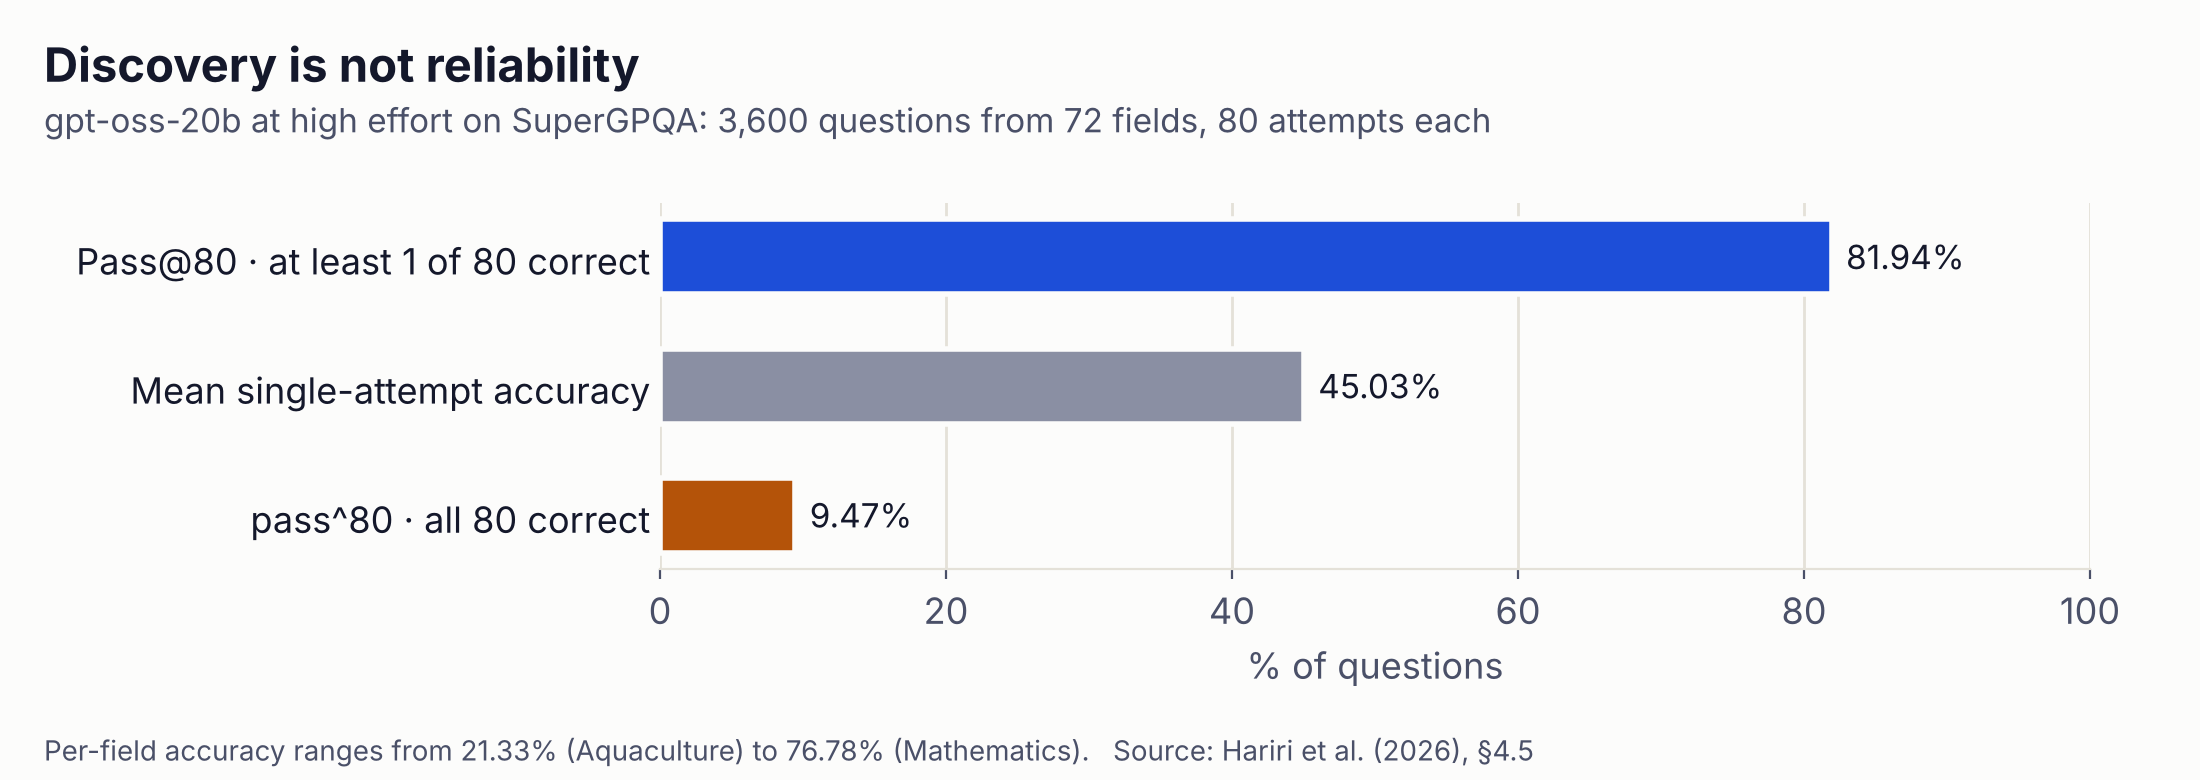 Discovery is not reliability
gpt-oss-20b at high effort on SuperGPQA: 3,600 questions from 72 fields, 80 attempts each
Pass@80 · at least 1 of 80 correct
81.94%
Mean single-attempt accuracy
45.03%
pass^80 · all 80 correct
9.47%
0 20 40 60 80 100
% of questions
Per-field accuracy ranges from 21.33% (Aquaculture) to 76.78% (Mathematics). Source: Hariri et al. (2026), §4.5